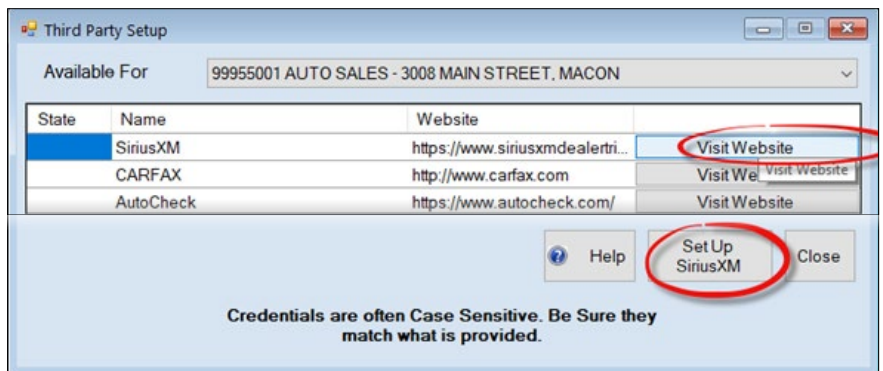 Third Party Setup
Available For 99955001 AUTO SALES - 3008 MAIN STREET, MACON
State Name Website
SiriusXM https://www.siriusxmdealertri... Visit Website
CARFAX http://www.carfax.com Visit We Visit Website
AutoCheck https://www.autocheck.com/ Visit Website
Help Set Up SiriusXM Close
Credentials are often Case Sensitive. Be Sure they
match what is provided.